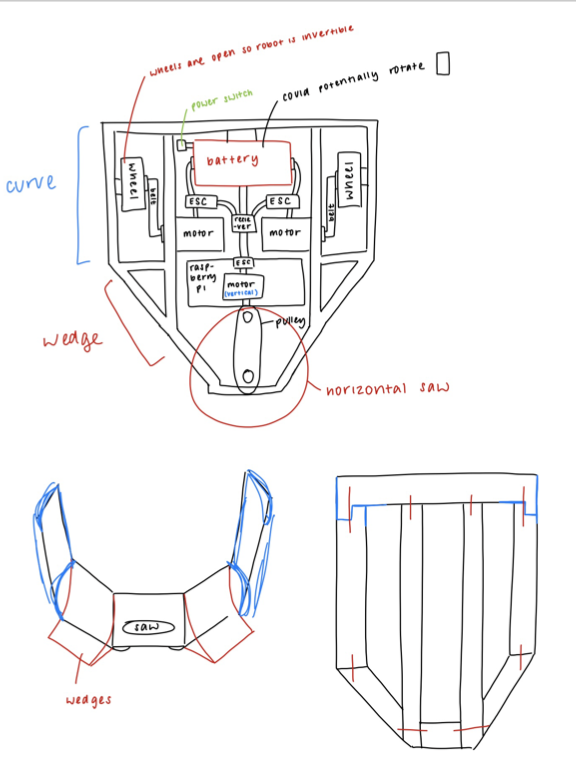 wheels are open so robot is invertible
power switch
could potentially rotate
battery
curve
wheel
wheel
belt
belt
ESC
ESC
rece
-ver
motor
motor
ESC
rasp-
berry
pi
motor
(vertical)
pulley
wedge
horizontal saw
saw
wedges